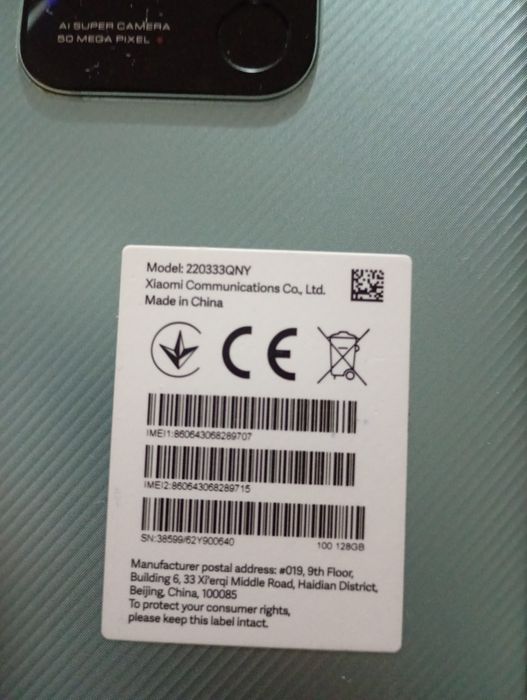 AI SUPER CAMERA
50 MEGA PIXEL
Model: 220333QNY
Xiaomi Communications Co., Ltd.
Made in China
CE
IMEI1:860643068289707
IMEI2:860643068289715
SN:38599/62Y900640
100 128GB
Manufacturer postal address: #019, 9th Floor,
Building 6, 33 Xi'erqi Middle Road, Haidian District,
Beijing, China, 100085
To protect your consumer rights,
please keep this label intact.